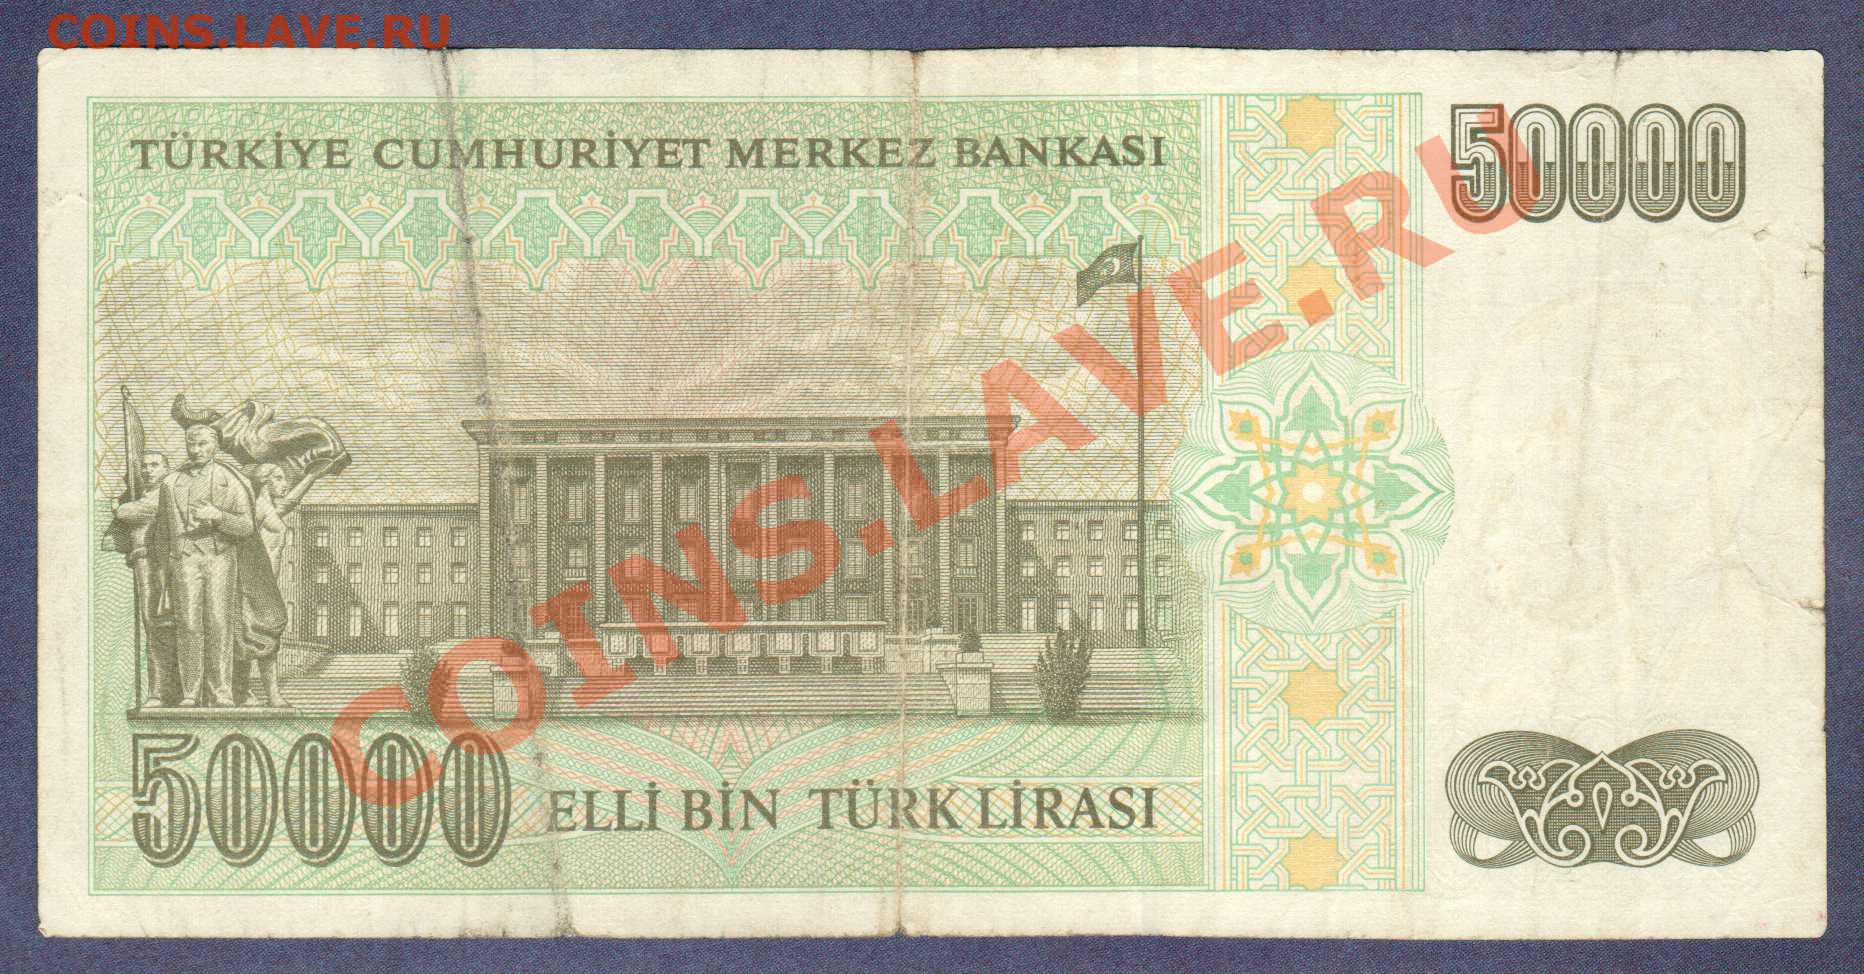 COINS.LAVE.RU
TÜRKİYE CUMHURİYET MERKEZ BANKASI
50000
COINS.LAVE.RU
50000
ELLİ BİN TÜRK LİRASI